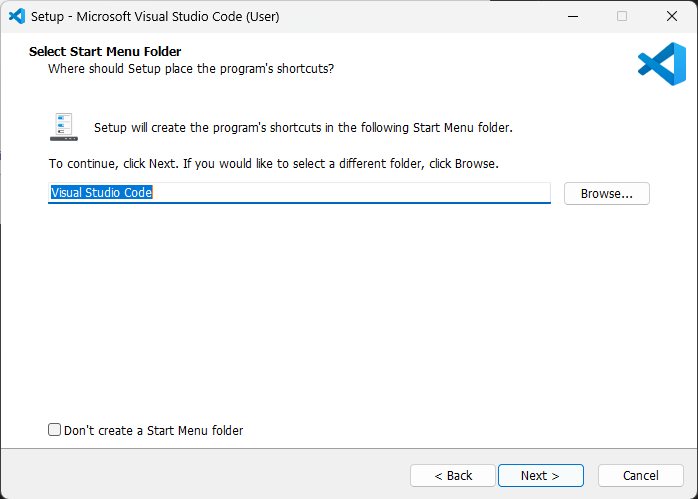 Setup - Microsoft Visual Studio Code (User)
Select Start Menu Folder
Where should Setup place the program's shortcuts?
Setup will create the program's shortcuts in the following Start Menu folder.
To continue, click Next. If you would like to select a different folder, click Browse.
Visual Studio Code
Browse...
Don't create a Start Menu folder
< Back
Next >
Cancel